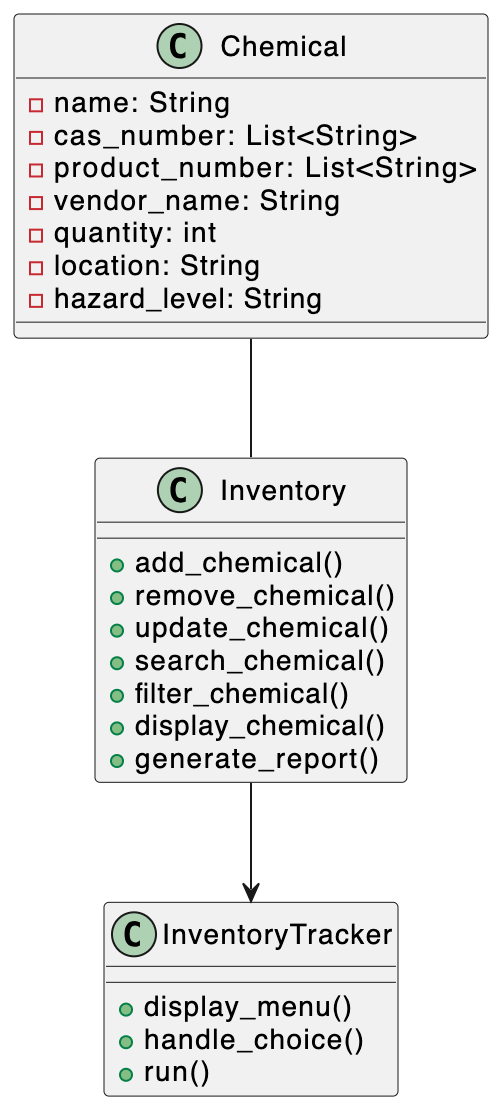 C Chemical
name: String
cas_number: List<String>
product_number: List<String>
vendor_name: String
quantity: int
location: String
hazard_level: String
C Inventory
add_chemical()
remove_chemical()
update_chemical()
search_chemical()
filter_chemical()
display_chemical()
generate_report()
C InventoryTracker
display_menu()
handle_choice()
run()